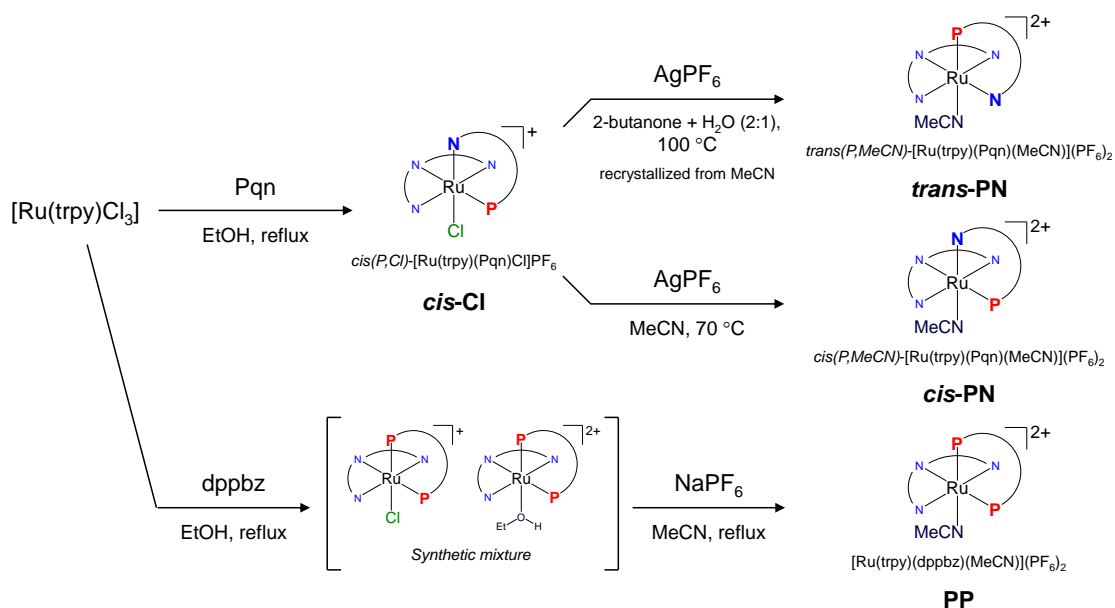 [Ru(trpy)Cl3]
Pqn
EtOH, reflux
N
N
N
N
Ru
P
Cl
+
cis(P,Cl)-[Ru(trpy)(Pqn)Cl]PF6
cis-Cl
AgPF6
2-butanone + H2O (2:1),
100 °C
recrystallized from MeCN
P
N
N
N
Ru
N
MeCN
2+
trans(P,MeCN)-[Ru(trpy)(Pqn)(MeCN)](PF6)2
trans-PN
AgPF6
MeCN, 70 °C
N
N
N
N
Ru
P
MeCN
2+
cis(P,MeCN)-[Ru(trpy)(Pqn)(MeCN)](PF6)2
cis-PN
dppbz
EtOH, reflux
P
N
N
N
Ru
P
Cl
+
P
N
N
N
Ru
P
Et
O
H
2+
Synthetic mixture
NaPF6
MeCN, reflux
P
N
N
N
Ru
P
MeCN
2+
[Ru(trpy)(dppbz)(MeCN)](PF6)2
PP